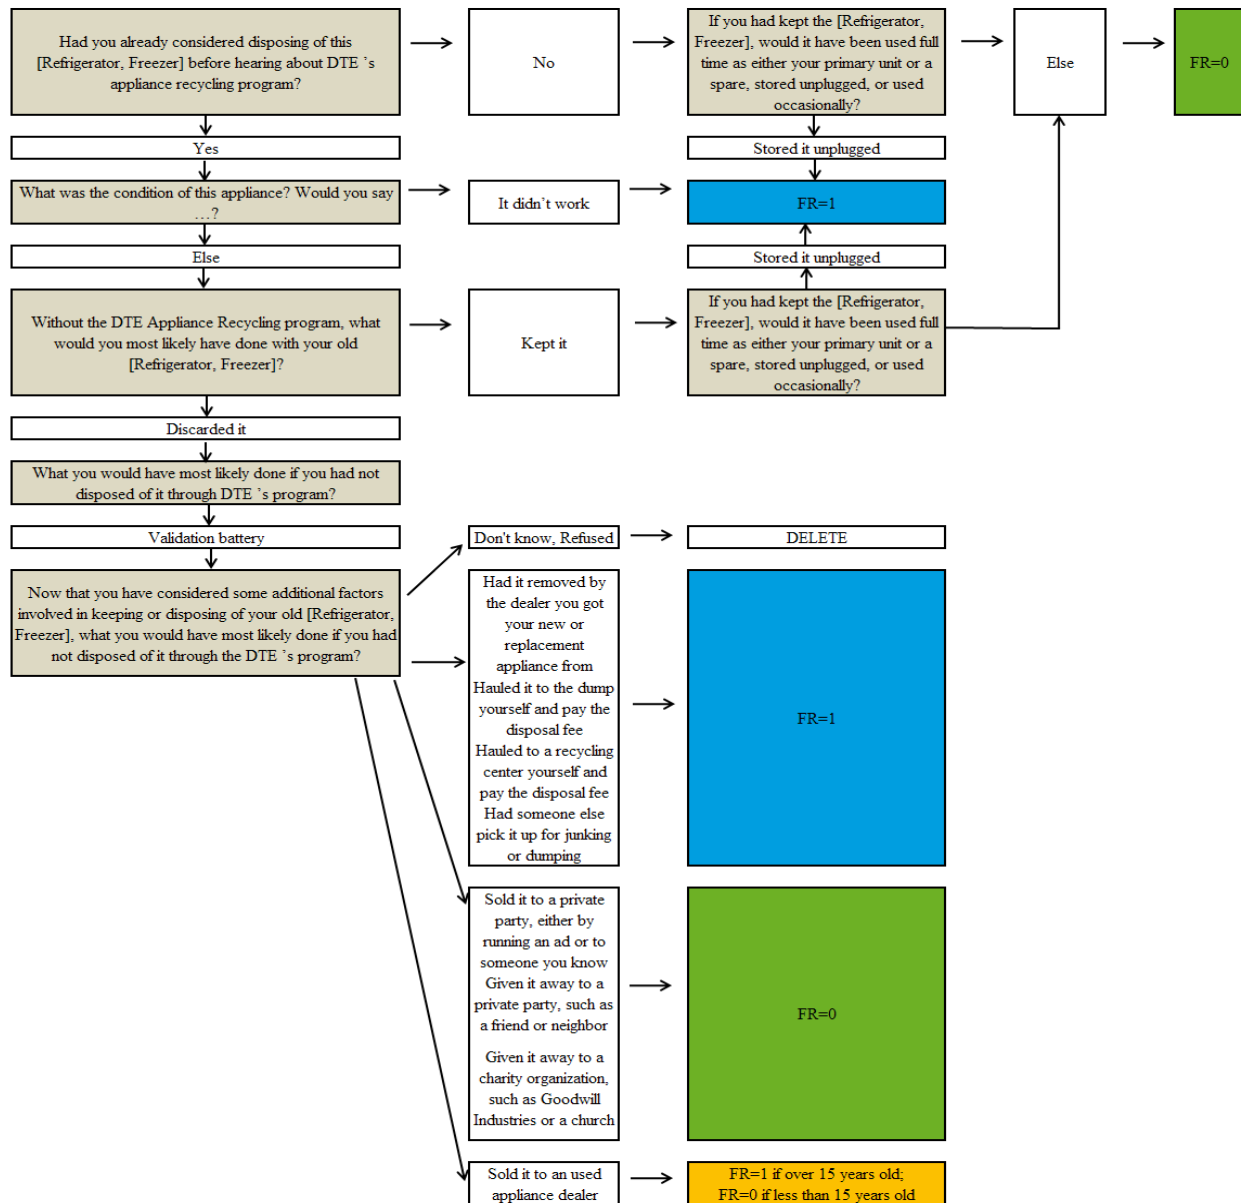 Had you already considered disposing of this
[Refrigerator, Freezer] before hearing about DTE 's
appliance recycling program?
No
If you had kept the [Refrigerator,
Freezer], would it have been used full
time as either your primary unit or a
spare, stored unplugged, or used
occasionally?
Else
FR=0
Yes
Stored it unplugged
What was the condition of this appliance? Would you say
…?
It didn't work
FR=1
Else
Stored it unplugged
Without the DTE Appliance Recycling program, what
would you most likely have done with your old
[Refrigerator, Freezer]?
Kept it
If you had kept the [Refrigerator,
Freezer], would it have been used full
time as either your primary unit or a
spare, stored unplugged, or used
occasionally?
Discarded it
What you would have most likely done if you had not
disposed of it through DTE 's program?
Validation battery
Don't know, Refused
DELETE
Now that you have considered some additional factors
involved in keeping or disposing of your old [Refrigerator,
Freezer], what you would have most likely done if you had
not disposed of it through the DTE 's program?
Had it removed by
the dealer you got
your new or
replacement
appliance from
Hauled it to the dump
yourself and pay the
disposal fee
Hauled to a recycling
center yourself and
pay the disposal fee
Had someone else
pick it up for junking
or dumping
FR=1
Sold it to a private
party, either by
running an ad or to
someone you know
Given it away to a
private party, such as
a friend or neighbor
Given it away to a
charity organization,
such as Goodwill
Industries or a church
FR=0
Sold it to an used
appliance dealer
FR=1 if over 15 years old;
FR=0 if less than 15 years old